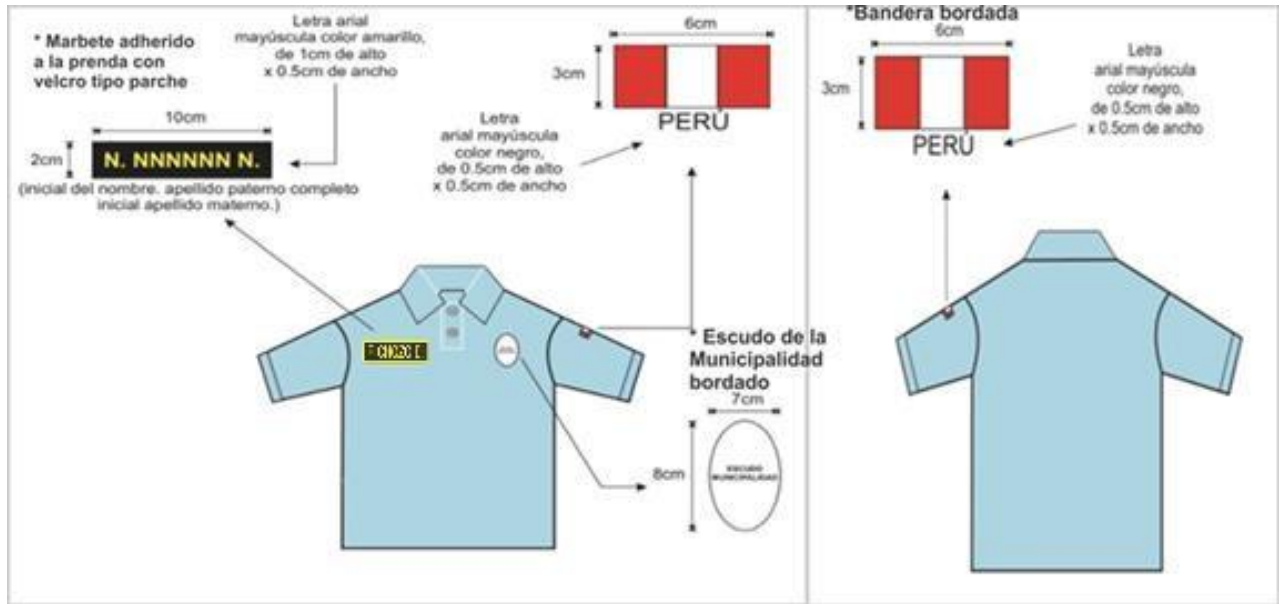 * Marbete adherido
a la prenda con
velcro tipo parche
Letra arial
mayúscula color amarillo,
de 1cm de alto
x 0.5cm de ancho
10cm
2cm
N. NNNNNN N.
(inicial del nombre. apellido paterno completo
inicial apellido materno.)
6cm
3cm
PERÚ
Letra
arial mayúscula
color negro,
de 0.5cm de alto
x 0.5cm de ancho
* Escudo de la
Municipalidad
bordado
7cm
8cm
ESCUDO
MUNICIPALIDAD
*Bandera bordada
6cm
3cm
PERÚ
Letra
arial mayúscula
color negro,
de 0.5cm de alto
x 0.5cm de ancho